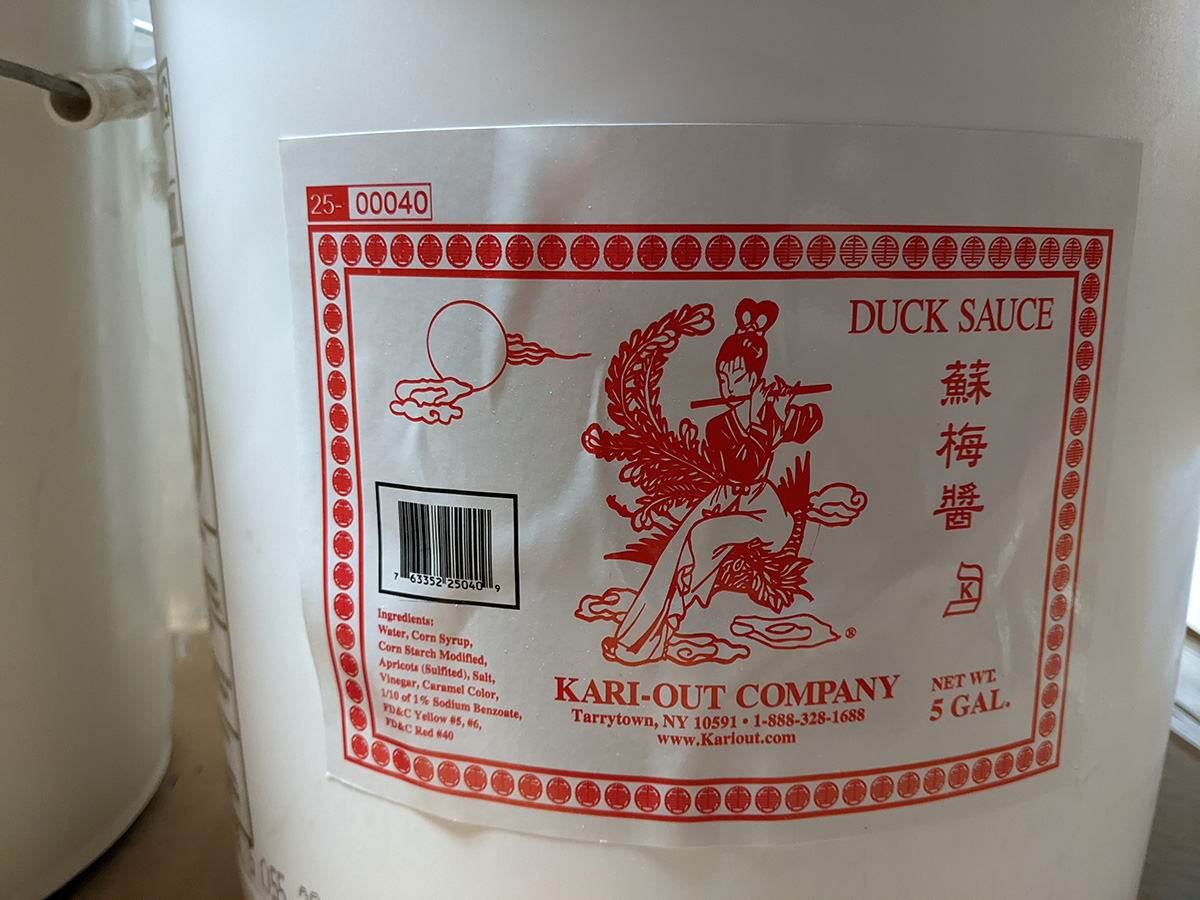 25- 00040
DUCK SAUCE
蘇
梅
醬
K
7 63352 25040 9
Ingredients:
Water, Corn Syrup,
Corn Starch Modified,
Apricots (Sulfited), Salt,
Vinegar, Caramel Color,
1/10 of 1% Sodium Benzoate,
FD&C Yellow #5, #6,
FD&C Red #40
®
KARI-OUT COMPANY
Tarrytown, NY 10591 • 1-888-328-1688
www.Kariout.com
NET WT.
5 GAL.